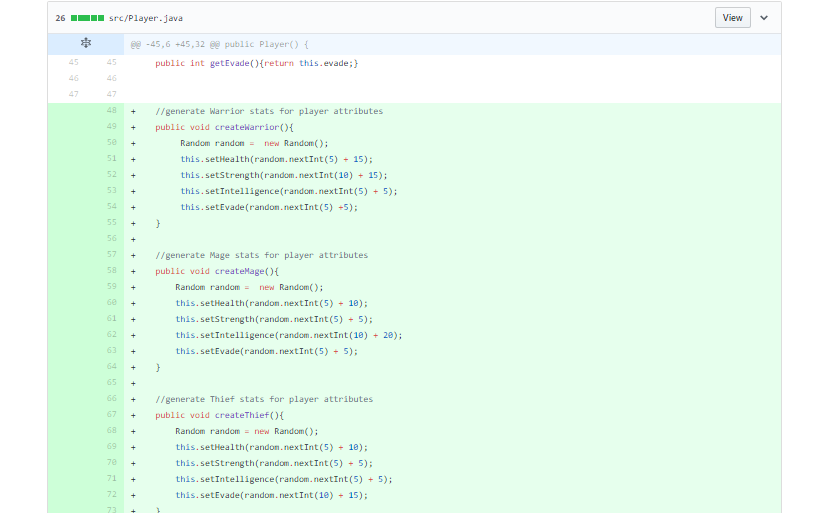 26 src/Player.java View
@@ -45,6 +45,32 @@ public Player() {
45 45 public int getEvade(){return this.evade;}
46 46
47 47
48 + //generate Warrior stats for player attributes
49 + public void createWarrior(){
50 + Random random =  new Random();
51 + this.setHealth(random.nextInt(5) + 15);
52 + this.setStrength(random.nextInt(10) + 15);
53 + this.setIntelligence(random.nextInt(5) + 5);
54 + this.setEvade(random.nextInt(5) +5);
55 + }
56 +
57 + //generate Mage stats for player attributes
58 + public void createMage(){
59 + Random random =  new Random();
60 + this.setHealth(random.nextInt(5) + 10);
61 + this.setStrength(random.nextInt(5) + 5);
62 + this.setIntelligence(random.nextInt(10) + 20);
63 + this.setEvade(random.nextInt(5) + 5);
64 + }
65 +
66 + //generate Thief stats for player attributes
67 + public void createThief(){
68 + Random random = new Random();
69 + this.setHealth(random.nextInt(5) + 10);
70 + this.setStrength(random.nextInt(5) + 5);
71 + this.setIntelligence(random.nextInt(5) + 5);
72 + this.setEvade(random.nextInt(10) + 15);
73 + }